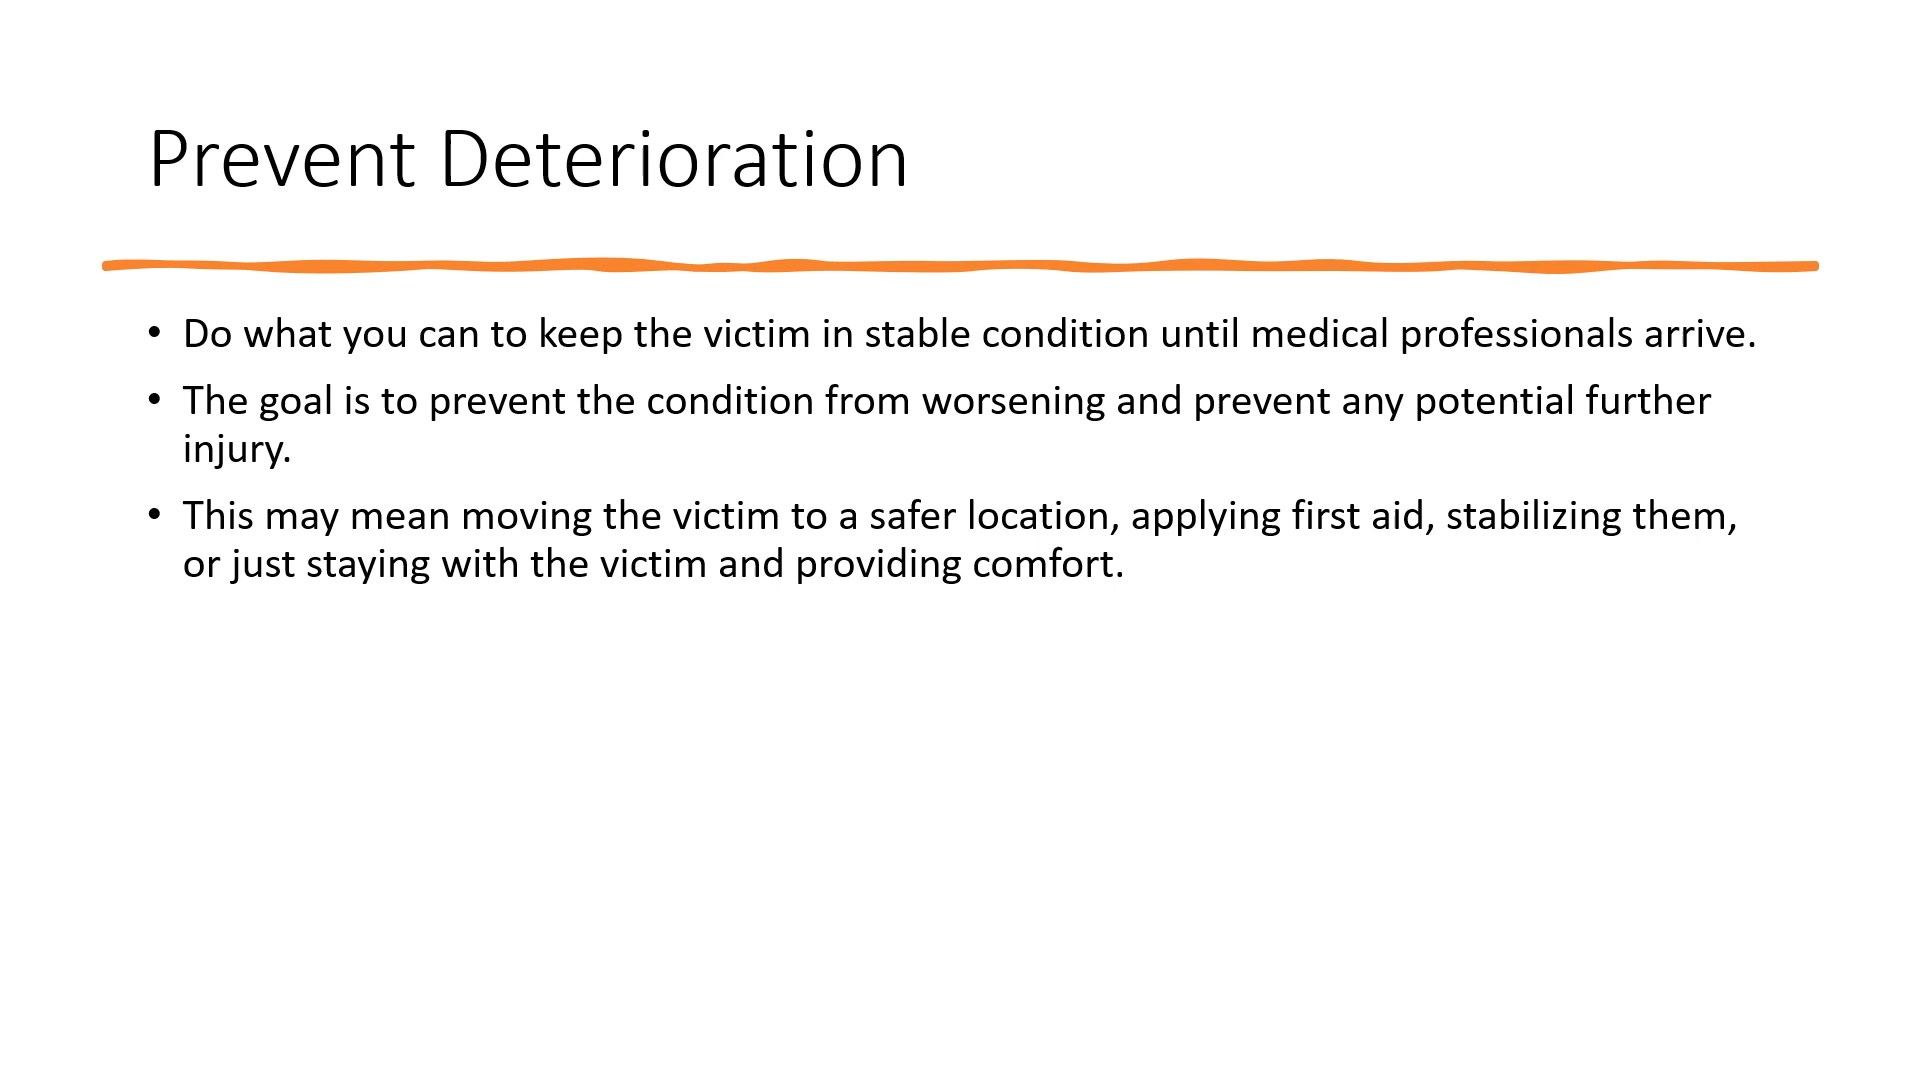 Prevent Deterioration
• Do what you can to keep the victim in stable condition until medical professionals arrive.
• The goal is to prevent the condition from worsening and prevent any potential further
injury.
• This may mean moving the victim to a safer location, applying first aid, stabilizing them,
or just staying with the victim and providing comfort.